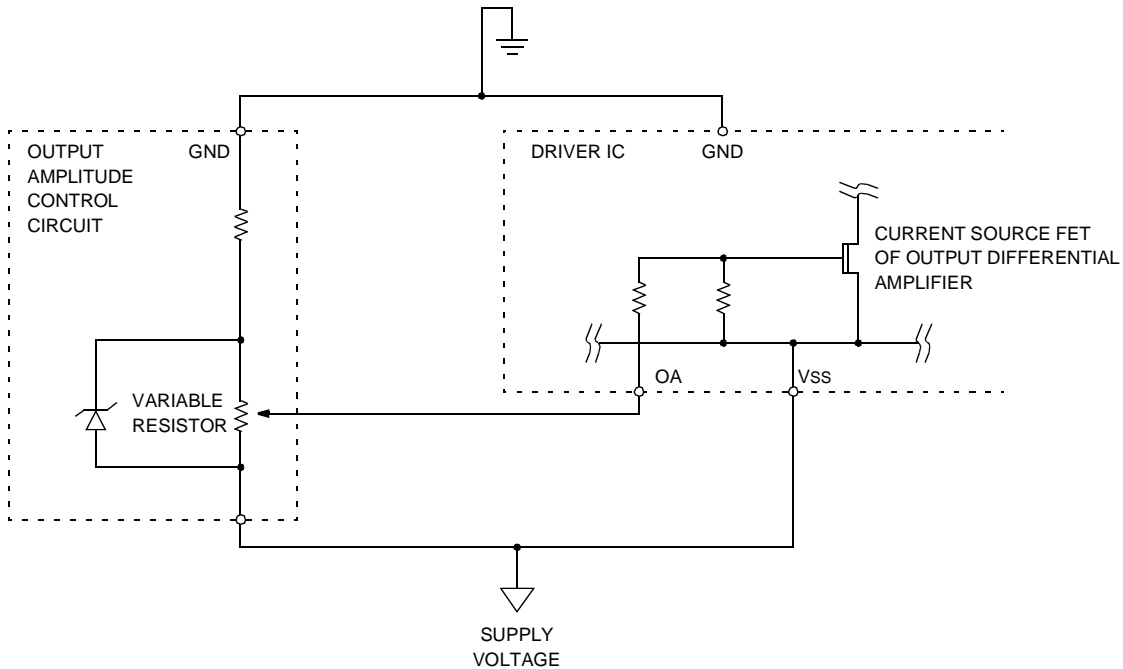 OUTPUT
AMPLITUDE
CONTROL
CIRCUIT
GND
DRIVER IC
GND
CURRENT SOURCE FET
OF OUTPUT DIFFERENTIAL
AMPLIFIER
OA
VSS
VARIABLE
RESISTOR
SUPPLY
VOLTAGE